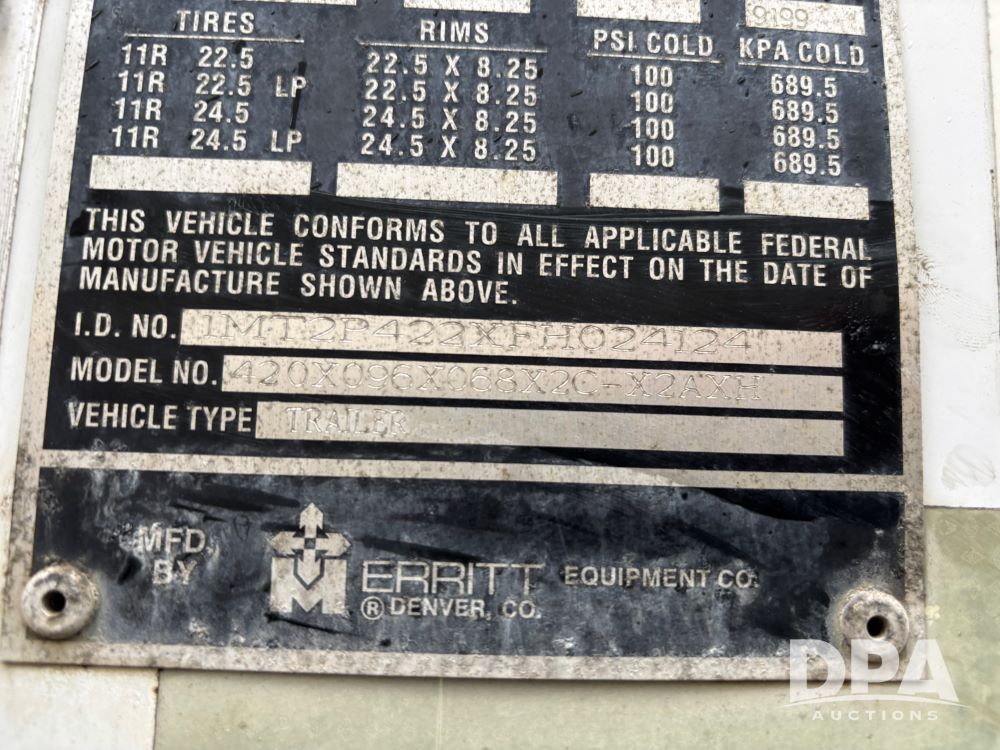 9199
TIRES RIMS PSI COLD KPA COLD
11R 22.5 22.5 X 8.25 100 689.5
11R 22.5 LP 22.5 X 8.25 100 689.5
11R 24.5 24.5 X 8.25 100 689.5
11R 24.5 LP 24.5 X 8.25 100 689.5
THIS VEHICLE CONFORMS TO ALL APPLICABLE FEDERAL
MOTOR VEHICLE STANDARDS IN EFFECT ON THE DATE OF
MANUFACTURE SHOWN ABOVE.
I.D. NO. 1MT2P422XFH024124
MODEL NO. 420X096X068X2C-X2AXH
VEHICLE TYPE TRAILER
MFD BY MERRITT EQUIPMENT CO.
® DENVER, CO.
DPA
AUCTIONS